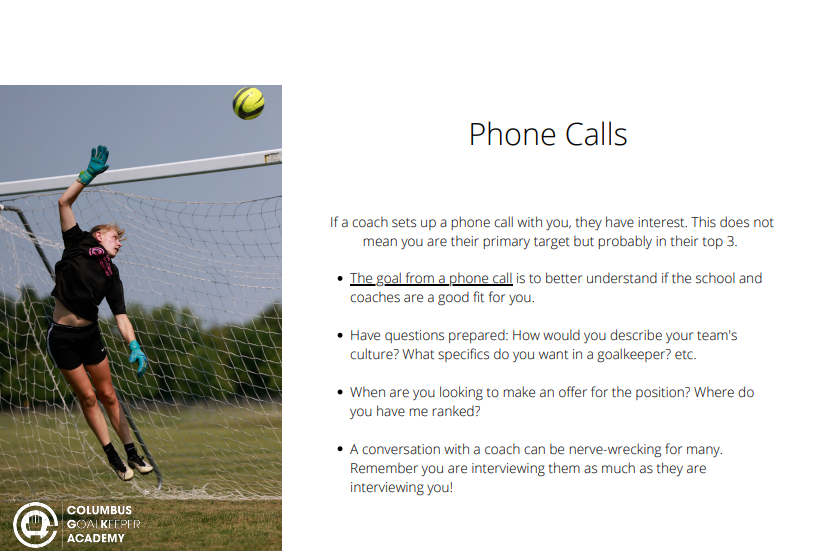 Phone Calls
If a coach sets up a phone call with you, they have interest. This does not
mean you are their primary target but probably in their top 3.
The goal from a phone call is to better understand if the school and
coaches are a good fit for you.
Have questions prepared: How would you describe your team's
culture? What specifics do you want in a goalkeeper? etc.
When are you looking to make an offer for the position? Where do
you have me ranked?
A conversation with a coach can be nerve-wrecking for many.
Remember you are interviewing them as much as they are
interviewing you!
COLUMBUS
GOALKEEPER
ACADEMY